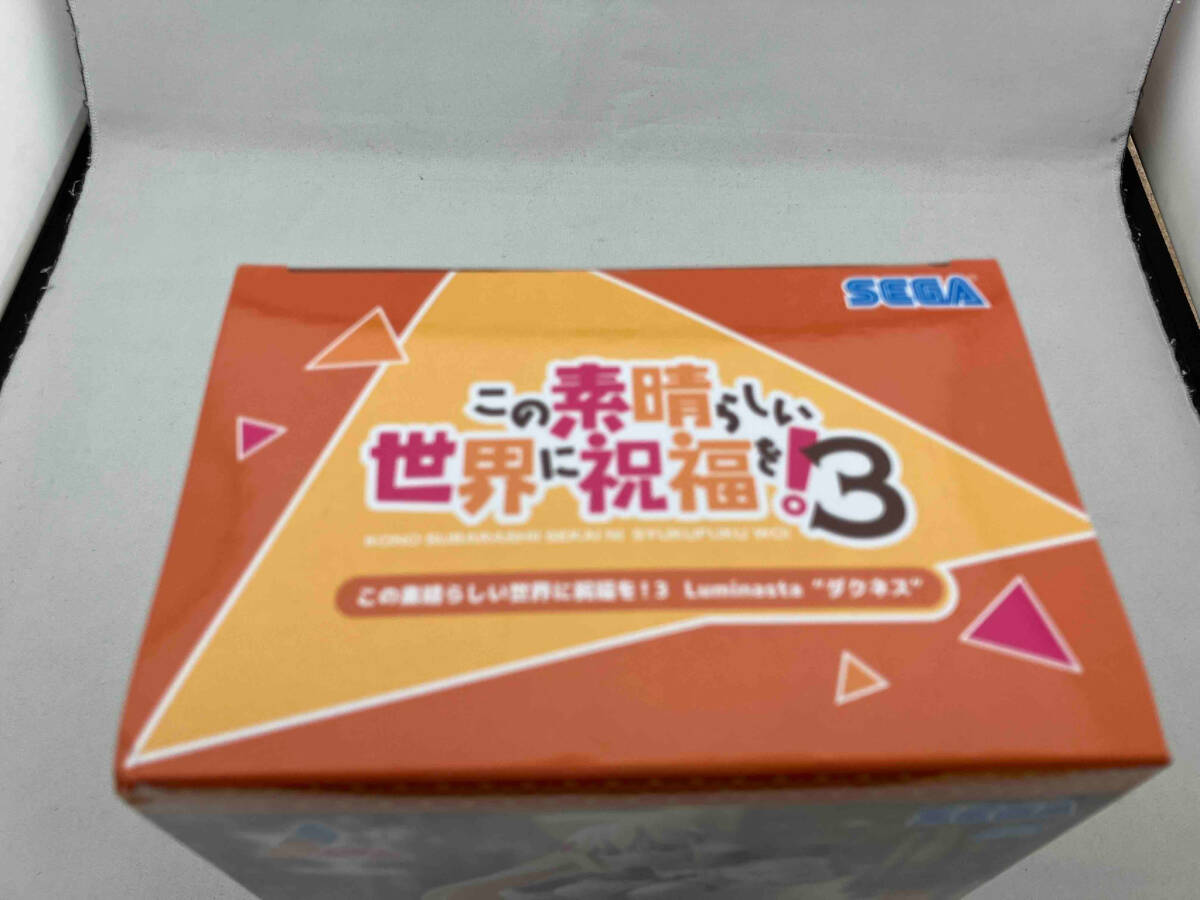 SEGA
この素晴らしい
世界に祝福を!3
KONO SUBARASHII SEKAI NI SYUKUFUKU WO!
この素晴らしい世界に祝福を!3 Luminasta “ダクネス”
SEGA